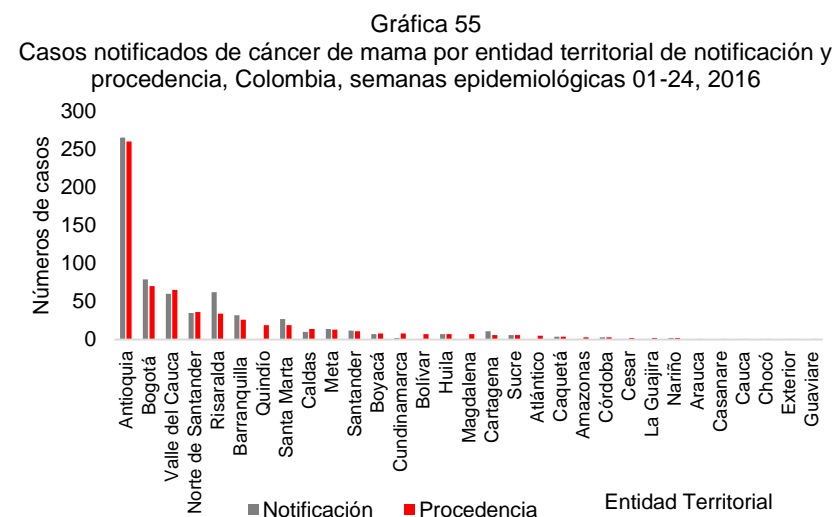 Gráfica 55
Casos notificados de cáncer de mama por entidad territorial de notificación y
procedencia, Colombia, semanas epidemiológicas 01-24, 2016
Números de casos
300
250
200
150
100
50
0
Antioquia
Bogotá
Valle del Cauca
Norte de Santander
Risaralda
Barranquilla
Quindío
Santa Marta
Caldas
Meta
Santander
Boyacá
Cundinamarca
Bolívar
Huila
Magdalena
Cartagena
Sucre
Atlántico
Caquetá
Amazonas
Córdoba
Cesar
La Guajira
Nariño
Arauca
Casanare
Cauca
Chocó
Exterior
Guaviare
Notificación
Procedencia
Entidad Territorial